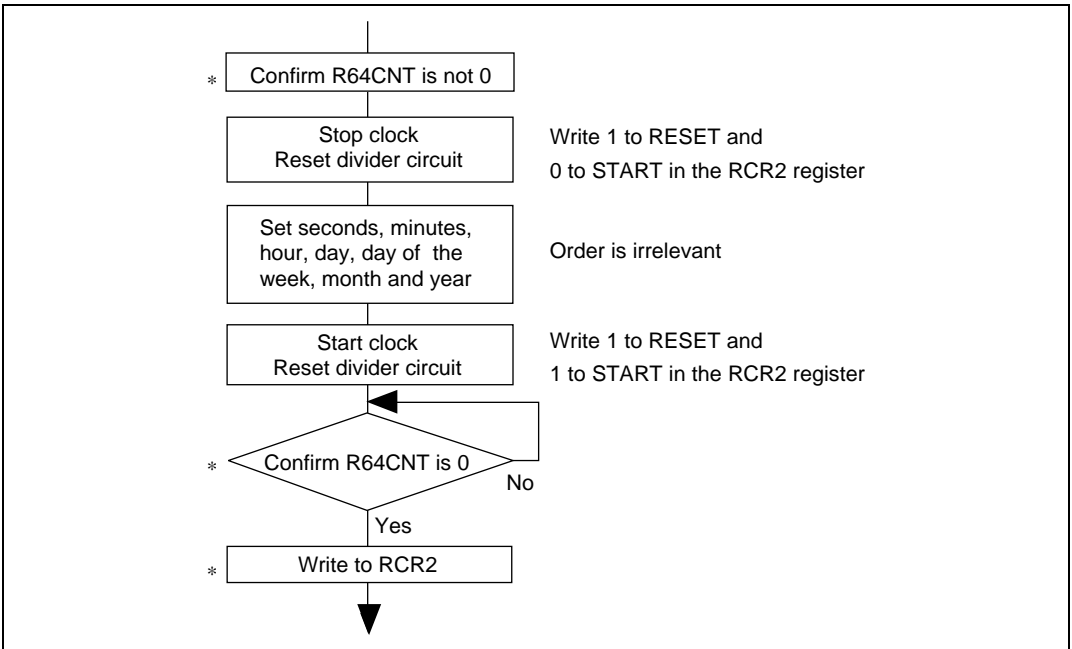 * Confirm R64CNT is not 0
Stop clock
Reset divider circuit
Write 1 to RESET and
0 to START in the RCR2 register
Set seconds, minutes,
hour, day, day of the
week, month and year
Order is irrelevant
Start clock
Reset divider circuit
Write 1 to RESET and
1 to START in the RCR2 register
* Confirm R64CNT is 0
No
Yes
* Write to RCR2